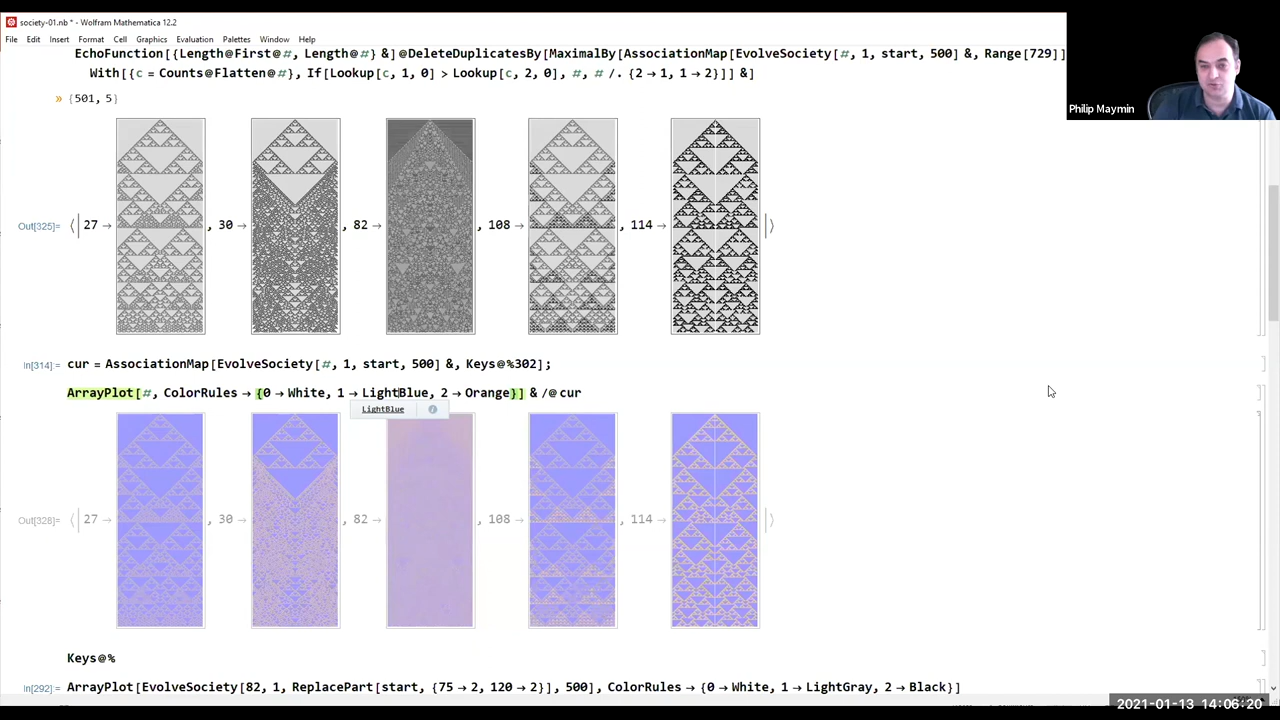 society-01.nb * - Wolfram Mathematica 12.2
File Edit Insert Format Cell Graphics Evaluation Palettes Window Help
EchoFunction[{Length@First@#, Length@#} &]@DeleteDuplicatesBy[MaximalBy[AssociationMap[EvolveSociety[#, 1, start, 500] &, Range[729]]
With[{c = Counts@Flatten@#}, If[Lookup[c, 1, 0] > Lookup[c, 2, 0], #, # /. {2 → 1, 1 → 2}]] &]
Philip Maymin
» {501, 5}
Out[325]= ⟨| 27 → , 30 → , 82 → , 108 → , 114 → |⟩
In[314]:= cur = AssociationMap[EvolveSociety[#, 1, start, 500] &, Keys@%302];
ArrayPlot[#, ColorRules → {0 → White, 1 → LightBlue, 2 → Orange}] & /@ cur
LightBlue
Out[328]= ⟨| 27 → , 30 → , 82 → , 108 → , 114 → |⟩
Keys@%
In[292]:= ArrayPlot[EvolveSociety[82, 1, ReplacePart[start, {75 → 2, 120 → 2}], 500], ColorRules → {0 → White, 1 → LightGray, 2 → Black}]
2021-01-13 14:06:20